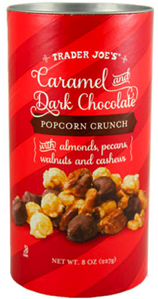 TRADER JOE'S®
Caramel and
Dark Chocolate
POPCORN CRUNCH
with almonds, pecans,
walnuts and cashews
NET WT. 8 OZ (227g)